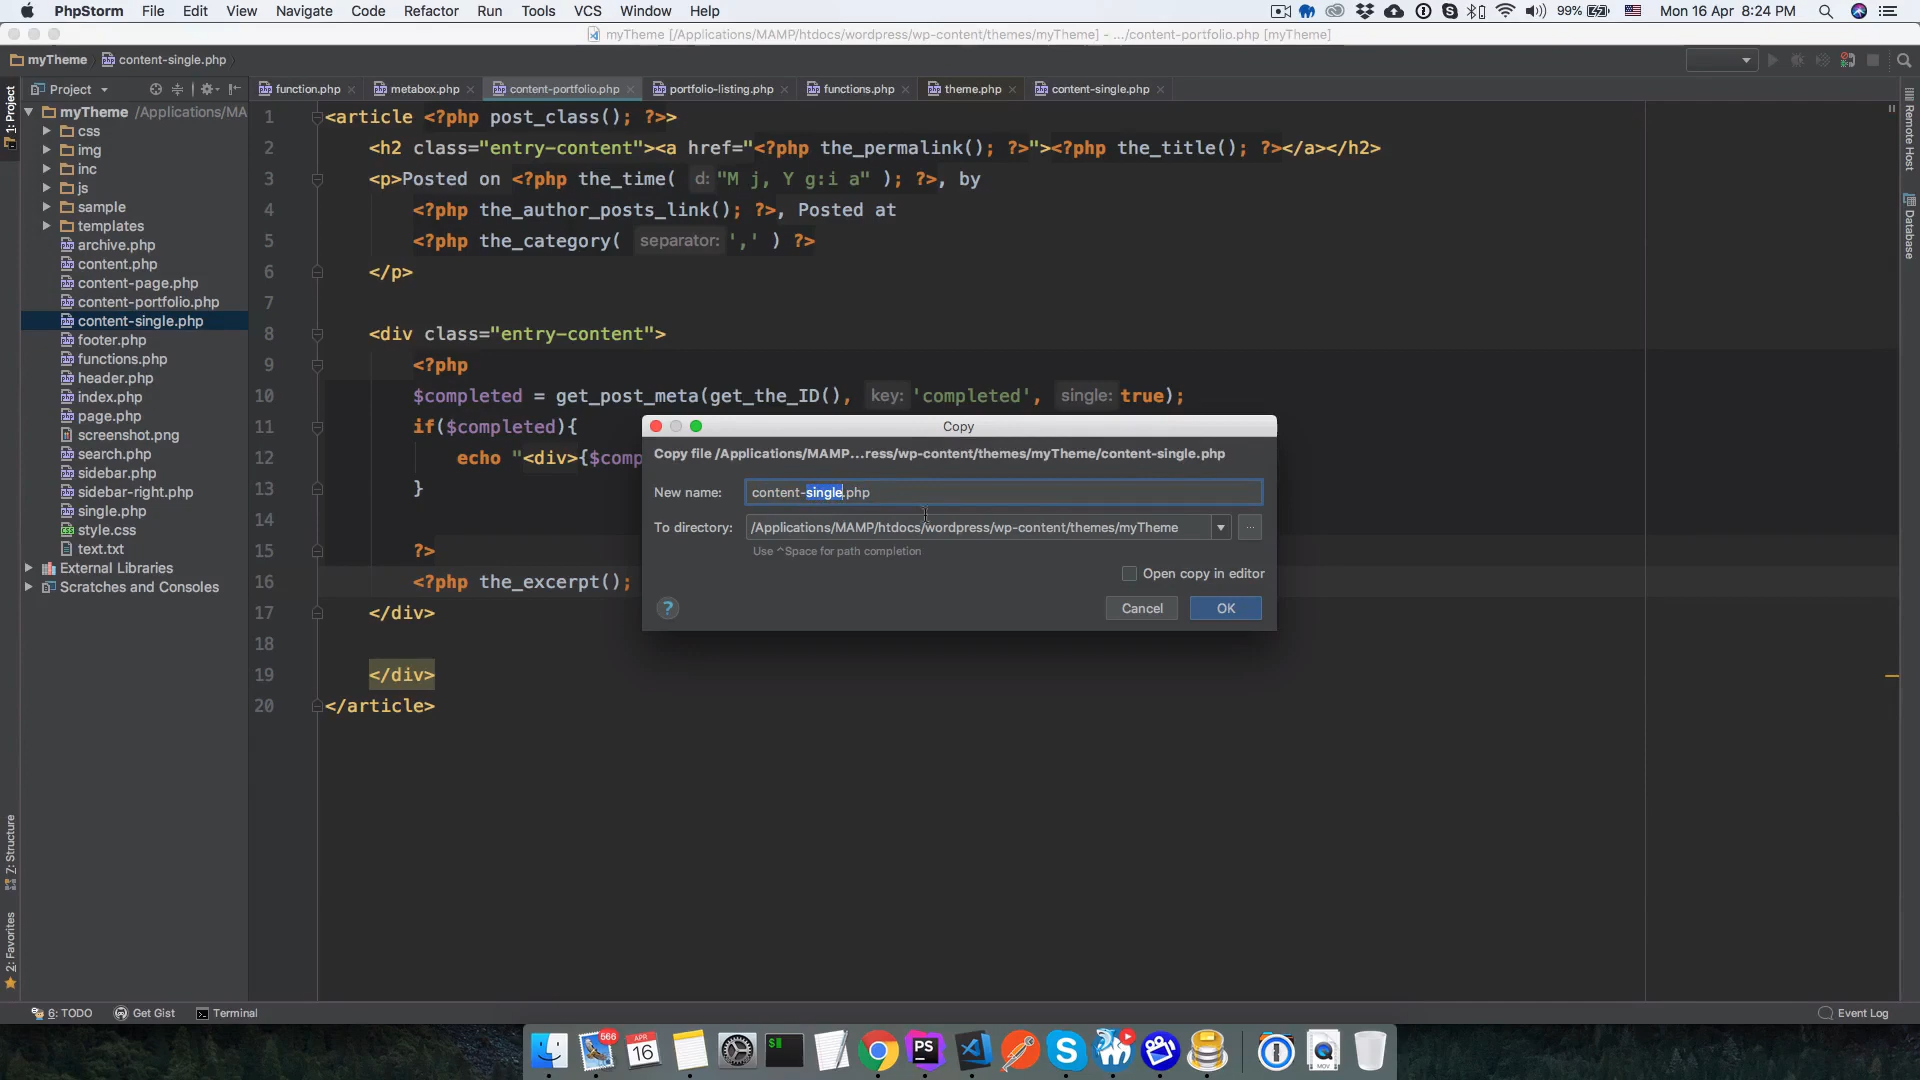 PhpStorm File Edit View Navigate Code Refactor Run Tools VCS Window Help 99% Mon 16 Apr 8:24 PM
myTheme [/Applications/MAMP/htdocs/wordpress/wp-content/themes/myTheme] - .../content-portfolio.php [myTheme]
myTheme content-single.php
Project function.php metabox.php content-portfolio.php portfolio-listing.php functions.php theme.php content-single.php
1: Project
myTheme /Applications/MA
css
img
inc
js
sample
templates
archive.php
content.php
content-page.php
content-portfolio.php
content-single.php
footer.php
functions.php
header.php
index.php
page.php
screenshot.png
search.php
sidebar.php
sidebar-right.php
single.php
style.css
text.txt
External Libraries
Scratches and Consoles
7: Structure
2: Favorites
1 <article <?php post_class(); ?>>
2 <h2 class="entry-content"><a href="<?php the_permalink(); ?>"><?php the_title(); ?></a></h2>
3 <p>Posted on <?php the_time( d: "M j, Y g:i a" ); ?>, by
4 <?php the_author_posts_link(); ?>, Posted at
5 <?php the_category( separator: ',' ) ?>
6 </p>
7
8 <div class="entry-content">
9 <?php
10 $completed = get_post_meta(get_the_ID(), key: 'completed', single: true);
11 if($completed){
12 echo "<div>{$comp
13 }
14
15 ?>
16 <?php the_excerpt();
17 </div>
18
19 </div>
20 </article>
Copy
Copy file /Applications/MAMP...ress/wp-content/themes/myTheme/content-single.php
New name: content-single.php
To directory: /Applications/MAMP/htdocs/wordpress/wp-content/themes/myTheme ...
Use ^Space for path completion
Open copy in editor
? Cancel OK
Remote Host
Database
6: TODO Get Gist Terminal Event Log
566
APR
16
$
PS
MOV